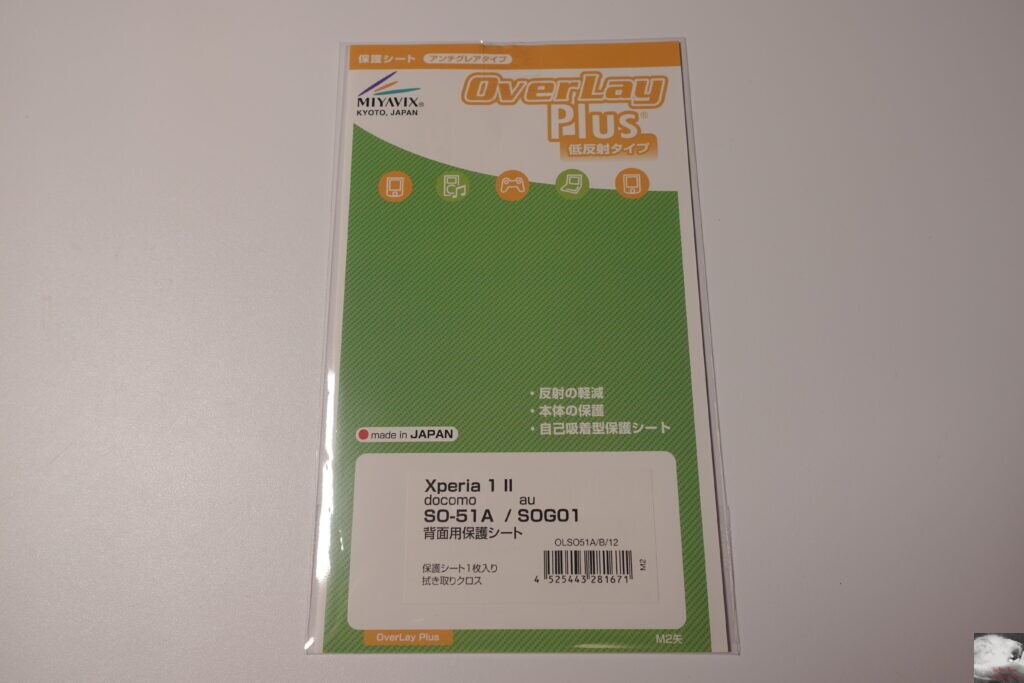 保護シート アンチグレアタイプ
MIYAVIX®
KYOTO, JAPAN
OverLay
Plus®
低反射タイプ
・反射の軽減
・本体の保護
・自己吸着型保護シート
made in JAPAN
Xperia 1 II
docomo au
SO-51A / SOG01
背面用保護シート
OLSO51A/B/12
保護シート1枚入り
拭き取りクロス
4 525443 281671
M2
OverLay Plus
M2矢